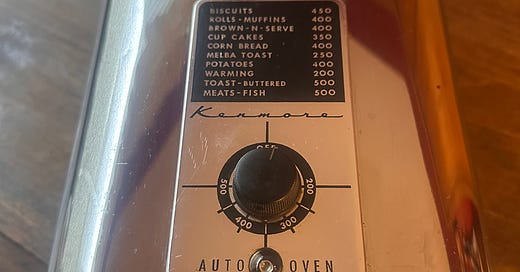 BISCUITS 450
ROLLS-MUFFINS 400
BROWN-N-SERVE 400
CUP CAKES 350
CORN BREAD 400
MELBA TOAST 250
POTATOES 400
WARMING 200
TOAST-BUTTERED 500
MEATS-FISH 500
Kenmore
OFF
500 200
400 300
AUTO OVEN